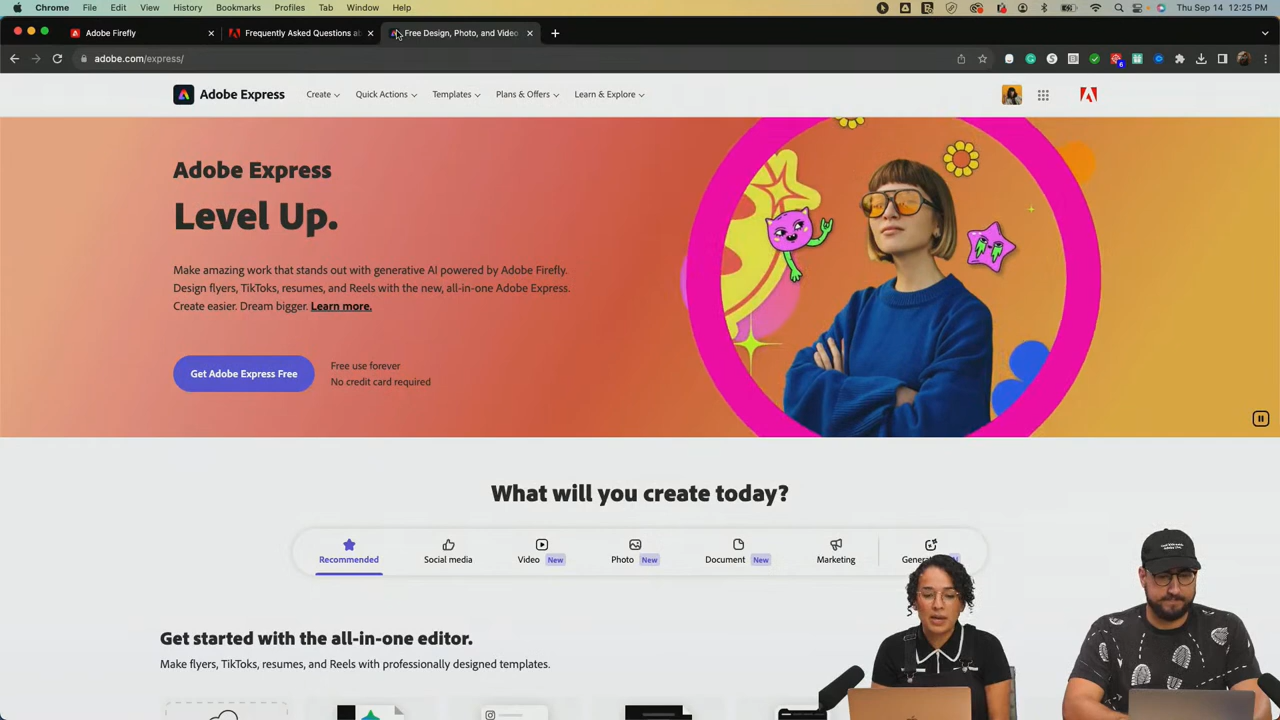 Chrome File Edit View History Bookmarks Profiles Tab Window Help Thu Sep 14 12:25 PM
Adobe Firefly Frequently Asked Questions ab Free Design, Photo, and Video
adobe.com/express/
6
Adobe Express Create Quick Actions Templates Plans & Offers Learn & Explore
Adobe Express
Level Up.
Make amazing work that stands out with generative AI powered by Adobe Firefly.
Design flyers, TikToks, resumes, and Reels with the new, all-in-one Adobe Express.
Create easier. Dream bigger. Learn more.
Get Adobe Express Free
Free use forever
No credit card required
What will you create today?
Recommended Social media Video New Photo New Document New Marketing
Get started with the all-in-one editor.
Make flyers, TikToks, resumes, and Reels with professionally designed templates.